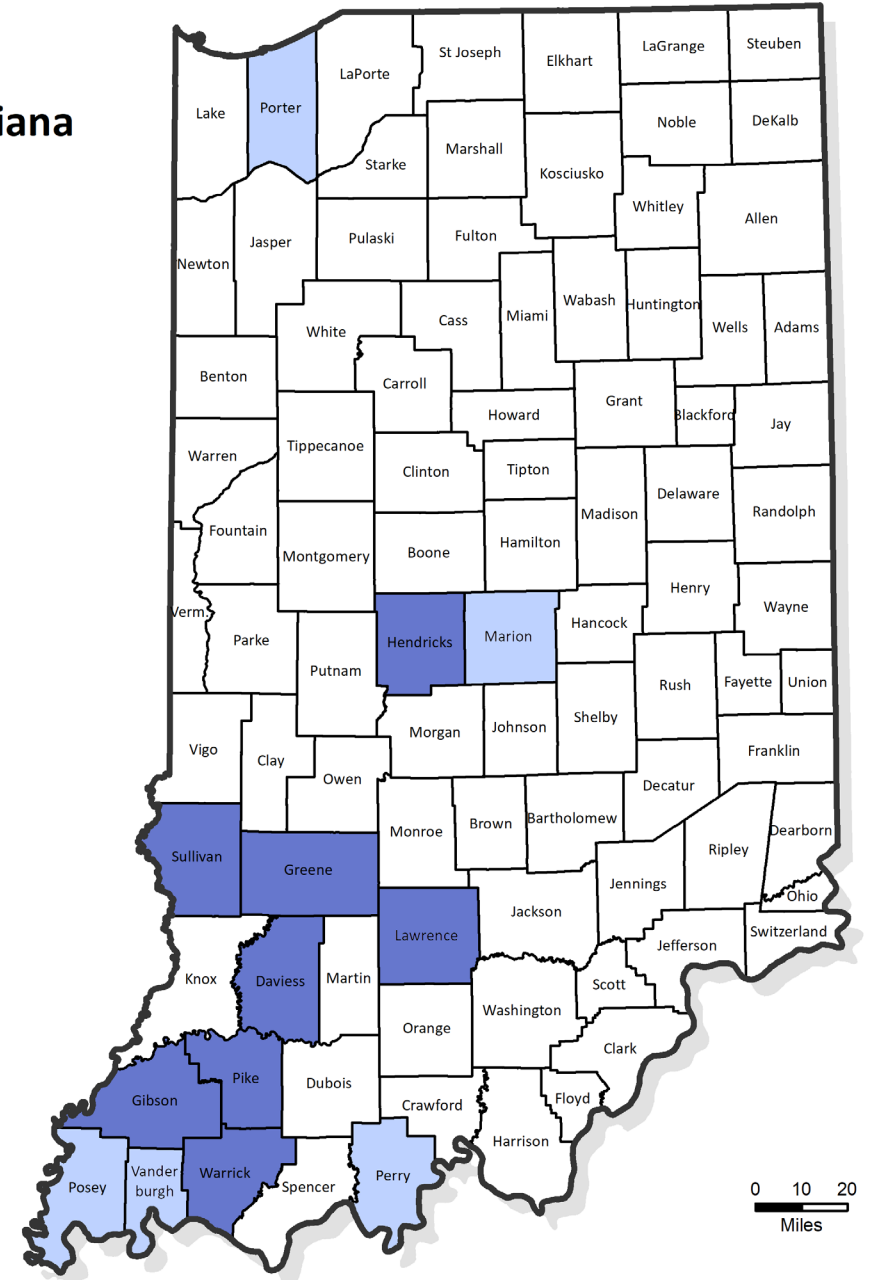 iana
St Joseph
Elkhart
LaGrange
Steuben
LaPorte
Lake
Porter
Noble
DeKalb
Starke
Marshall
Kosciusko
Whitley
Allen
Newton
Jasper
Pulaski
Fulton
White
Cass
Miami
Wabash
Huntington
Wells
Adams
Benton
Carroll
Howard
Grant
Blackford
Jay
Warren
Tippecanoe
Clinton
Tipton
Delaware
Randolph
Fountain
Montgomery
Boone
Hamilton
Madison
Henry
Wayne
Verm.
Parke
Putnam
Hendricks
Marion
Hancock
Rush
Fayette
Union
Vigo
Clay
Owen
Morgan
Johnson
Shelby
Franklin
Decatur
Sullivan
Greene
Monroe
Brown
Bartholomew
Ripley
Dearborn
Jennings
Ohio
Lawrence
Jackson
Switzerland
Jefferson
Knox
Daviess
Martin
Scott
Washington
Orange
Clark
Gibson
Pike
Dubois
Crawford
Floyd
Harrison
Posey
Vander
burgh
Warrick
Spencer
Perry
0 10 20
Miles